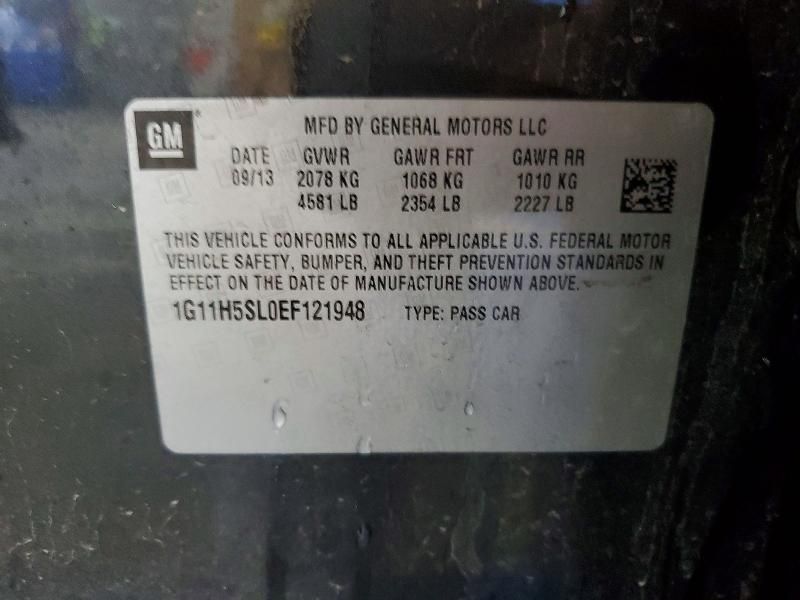 GM
MFD BY GENERAL MOTORS LLC
DATE GVWR GAWR FRT GAWR RR
09/13 2078 KG 1068 KG 1010 KG
4581 LB 2354 LB 2227 LB
THIS VEHICLE CONFORMS TO ALL APPLICABLE U.S. FEDERAL MOTOR
VEHICLE SAFETY, BUMPER, AND THEFT PREVENTION STANDARDS IN
EFFECT ON THE DATE OF MANUFACTURE SHOWN ABOVE.
1G11H5SL0EF121948 TYPE: PASS CAR